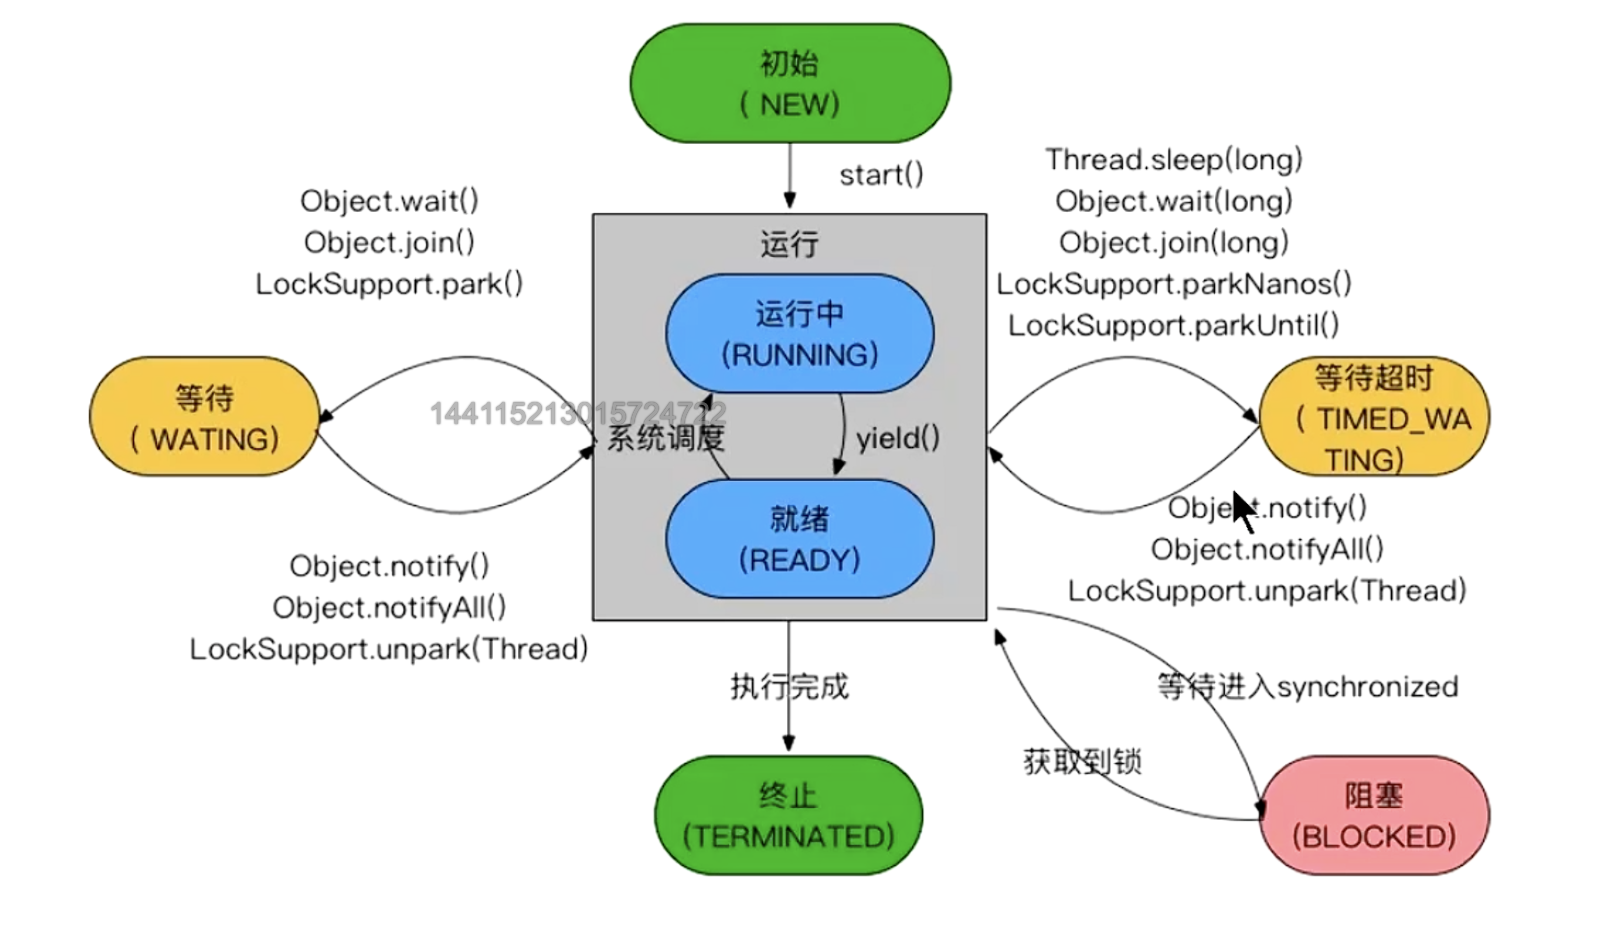 初始
( NEW)
start()
Object.wait()
Object.join()
LockSupport.park()
Thread.sleep(long)
Object.wait(long)
Object.join(long)
LockSupport.parkNanos()
LockSupport.parkUntil()
运行
运行中
(RUNNING)
等待
( WATING)
144115213015724722
系统调度
yield()
等待超时
( TIMED_WA
TING)
就绪
(READY)
Object.notify()
Object.notifyAll()
LockSupport.unpark(Thread)
Object.notify()
Object.notifyAll()
LockSupport.unpark(Thread)
执行完成
等待进入synchronized
获取到锁
终止
(TERMINATED)
阻塞
(BLOCKED)